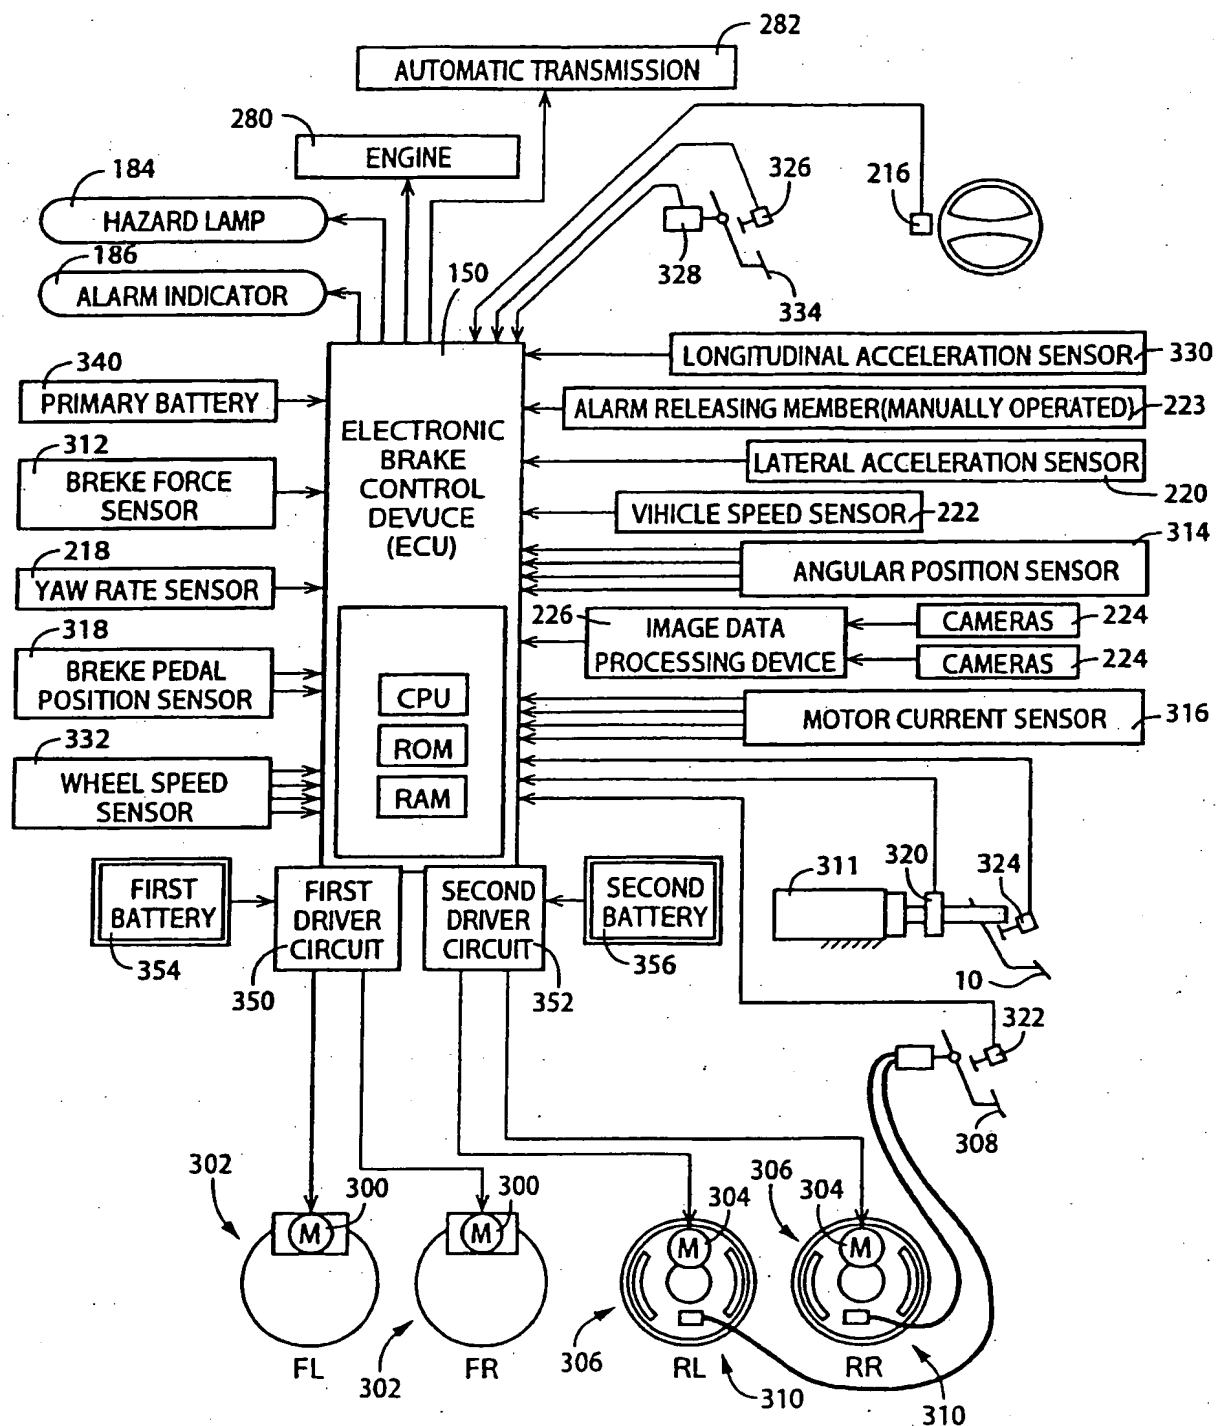 282
AUTOMATIC TRANSMISSION
280
ENGINE
184
HAZARD LAMP
326
216
328
334
186
ALARM INDICATOR
150
LONGITUDINAL ACCELERATION SENSOR
330
340
PRIMARY BATTERY
ALARM RELEASING MEMBER(MANUALLY OPERATED)
223
ELECTRONIC
BRAKE
CONTROL
DEVUCE
(ECU)
312
BREKE FORCE
SENSOR
LATERAL ACCELERATION SENSOR
220
VIHICLE SPEED SENSOR
222
314
ANGULAR POSITION SENSOR
218
YAW RATE SENSOR
226
IMAGE DATA
PROCESSING DEVICE
CAMERAS
224
CAMERAS
224
318
BREKE PEDAL
POSITION SENSOR
CPU
ROM
RAM
MOTOR CURRENT SENSOR
316
332
WHEEL SPEED
SENSOR
FIRST
BATTERY
354
FIRST
DRIVER
CIRCUIT
350
SECOND
DRIVER
CIRCUIT
352
SECOND
BATTERY
356
311
320
324
10
322
308
302
300
M
FL
300
M
302
FR
304
M
306
RL
310
306
304
M
RR
310